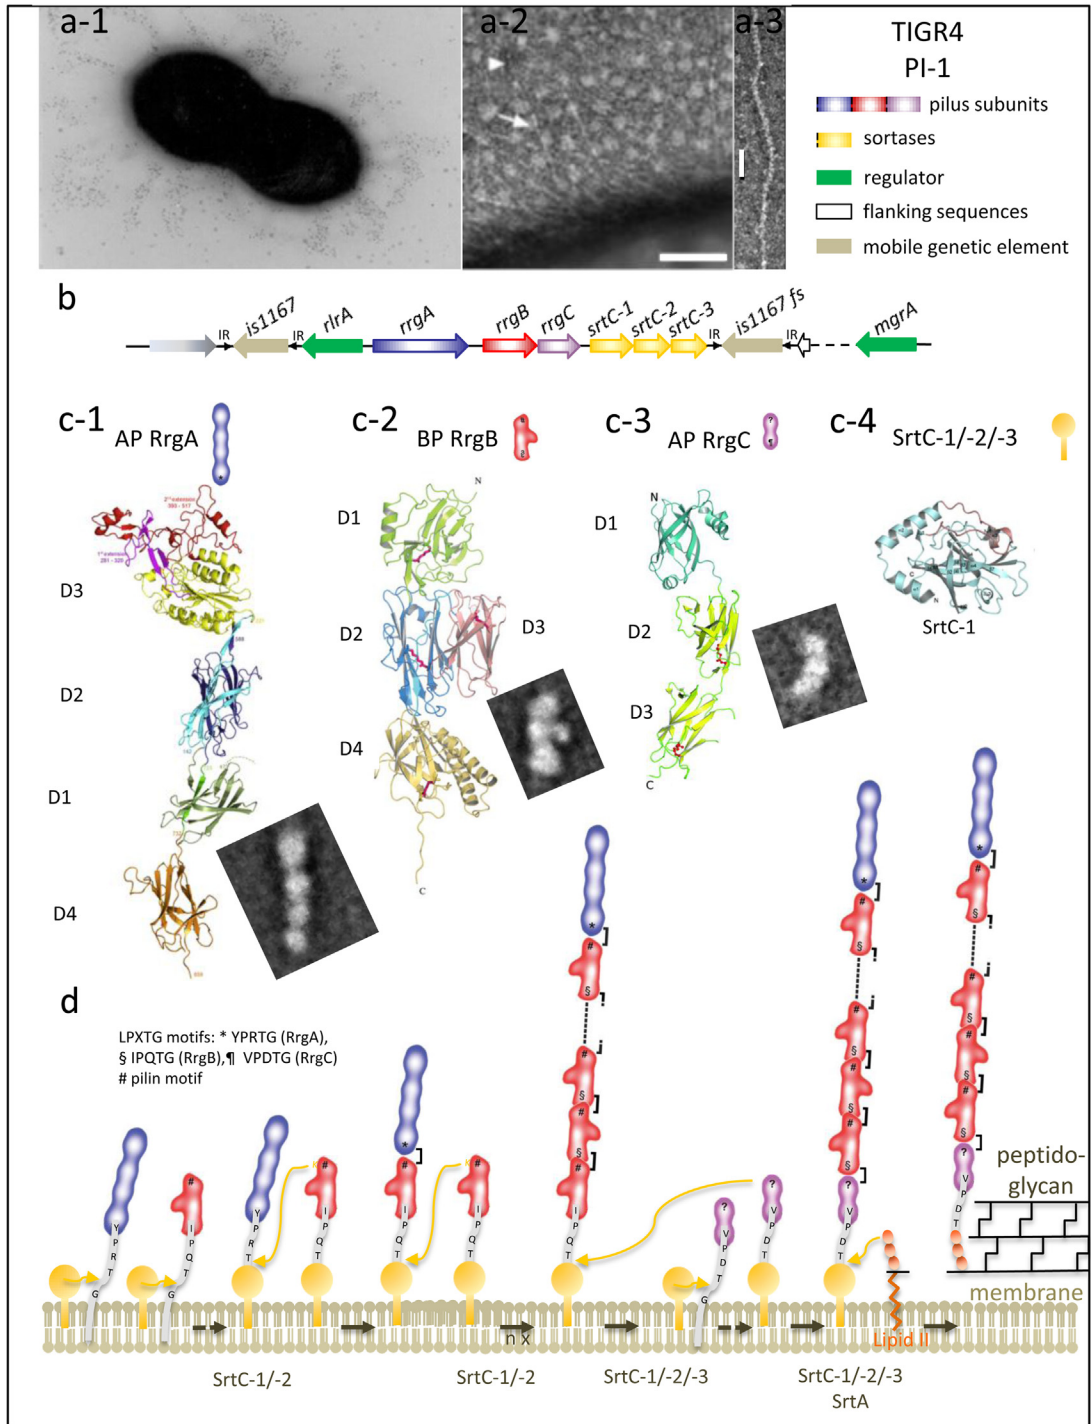 a-1
a-2
a-3
TIGR4
PI-1
pilus subunits
sortases
regulator
flanking sequences
mobile genetic element
b
IR
is1167
IR
rlrA
rrgA
rrgB
rrgC
srtC-1
srtC-2
srtC-3
IR
is1167 fs
IR
mgrA
c-1
AP RrgA
*
c-2
BP RrgB
#
c-3
AP RrgC
?
¶
c-4
SrtC-1/-2/-3
D3
D2
D1
D4
N
D1
D2
D3
D4
C
N
D1
D2
D3
C
C
N
SrtC-1
d
LPXTG motifs: * YPRTG (RrgA),
§ IPQTG (RrgB),¶ VPDTG (RrgC)
# pilin motif
Y P R T G
# I P Q T G
Y P R T
K # I P Q T
*
# I P Q T
K # I P Q T
*
#
§
#
§
#
§
# I P Q T
? V P D T G
? V P D T
*
#
§
#
#
#
§
? V P D T
*
#
§
#
§
#
§
#
§
? V P D T
peptido-
glycan
membrane
Lipid II
n x
SrtC-1/-2
SrtC-1/-2
SrtC-1/-2/-3
SrtC-1/-2/-3
SrtA